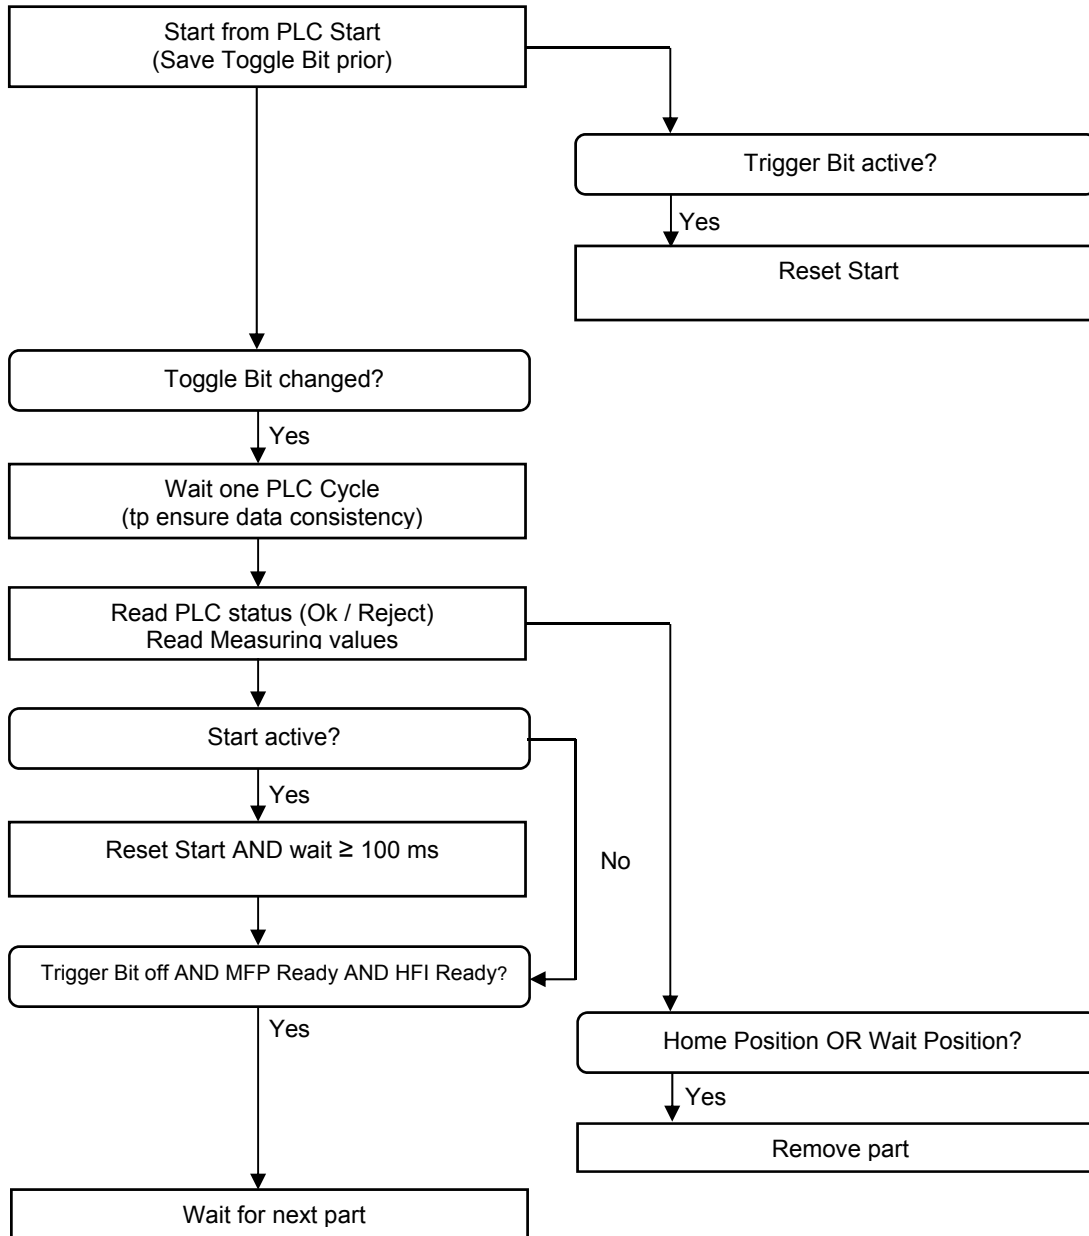 Start from PLC Start
(Save Toggle Bit prior)
Trigger Bit active?
Yes
Reset Start
Toggle Bit changed?
Yes
Wait one PLC Cycle
(tp ensure data consistency)
Read PLC status (Ok / Reject)
Read Measuring values
Start active?
Yes
Reset Start AND wait ≥ 100 ms
No
Trigger Bit off AND MFP Ready AND HFI Ready?
Yes
Home Position OR Wait Position?
Yes
Remove part
Wait for next part